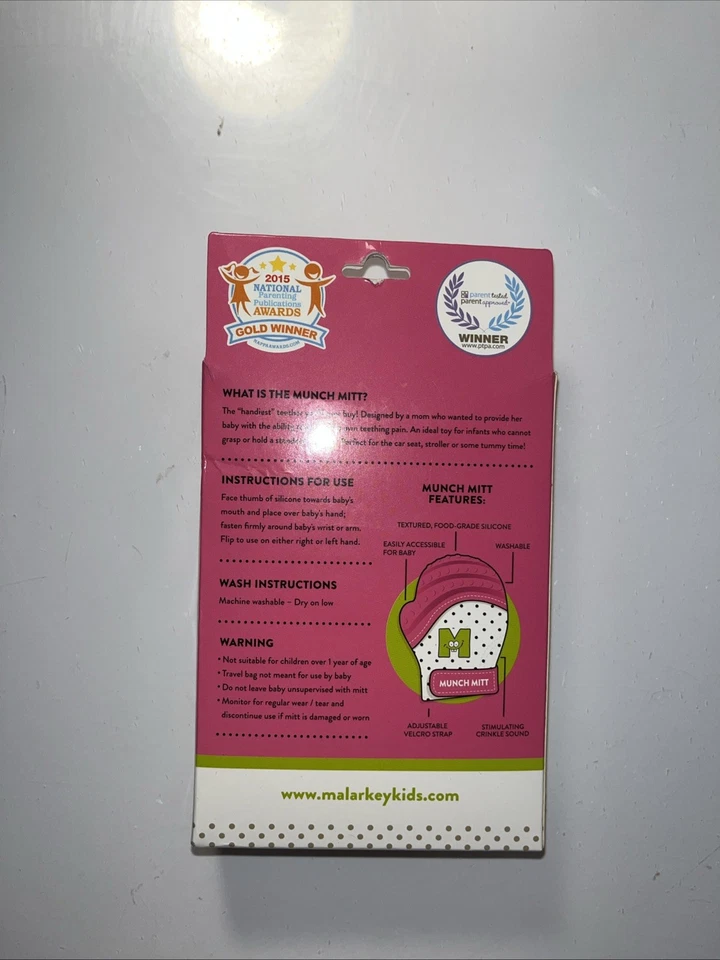 2015
NATIONAL
Parenting
Publications
AWARDS
GOLD WINNER
parent tested
parent approved
WINNER
www.ptpa.com
WHAT IS THE MUNCH MITT?
The "handiest" buy! Designed by a mom who wanted to provide her
baby with the ability teething pain. An ideal toy for infants who cannot
grasp or hold a Perfect for the car seat, stroller or some tummy time!
INSTRUCTIONS FOR USE
Face thumb of silicone towards baby's
mouth and place over baby's hand;
fasten firmly around baby's wrist or arm.
Flip to use on either right or left hand.
WASH INSTRUCTIONS
Machine washable – Dry on low
WARNING
• Not suitable for children over 1 year of age
• Travel bag not meant for use by baby
• Do not leave baby unsupervised with mitt
• Monitor for regular wear / tear and
discontinue use if mitt is damaged or worn
MUNCH MITT
FEATURES:
TEXTURED, FOOD-GRADE SILICONE
EASILY ACCESSIBLE
FOR BABY
WASHABLE
M
MUNCH MITT
ADJUSTABLE
VELCRO STRAP
STIMULATING
CRINKLE SOUND
www.malarkeykids.com